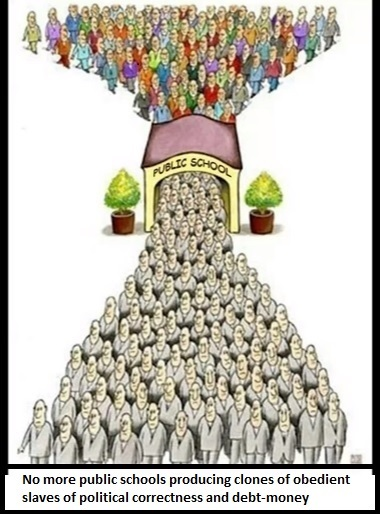 PUBLIC SCHOOL
No more public schools producing clones of obedient
slaves of political correctness and debt-money